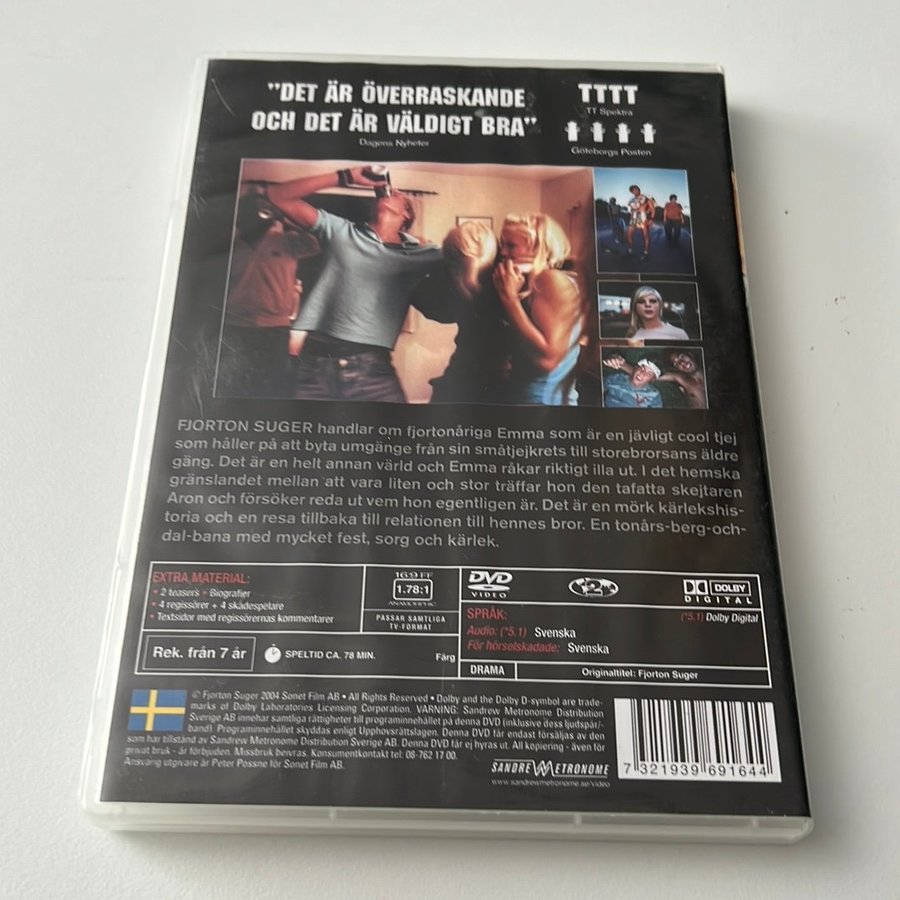 "DET ÄR ÖVERRASKANDE
OCH DET ÄR VÄLDIGT BRA"
Dagens Nyheter
TTTT
TT Spektra
Göteborgs Posten
FJORTON SUGER handlar om fjortonåriga Emma som är en jävligt cool tjej
som håller på att byta umgänge från sin småtjejkrets till storebrorsans äldre
gäng. Det är en helt annan värld och Emma råkar riktigt illa ut. I det hemska
gränslandet mellan att vara liten och stor träffar hon den tafatta skejtaren
Aron och försöker reda ut vem hon egentligen är. Det är en mörk kärlekshis-
toria och en resa tillbaka till relationen till hennes bror. En tonårs-berg-och-
dal-bana med mycket fest, sorg och kärlek.
EXTRA MATERIAL:
• 2 teasers • Biografier
• 4 regissörer + 4 skådespelare
• Textsidor med regissörernas kommentarer
16:9 FF
1.78:1
ANAMORPHIC
PASSAR SAMTLIGA
TV-FORMAT
Rek. från 7 år
SPELTID CA. 78 MIN.
Färg
DVD
VIDEO
2
DOLBY
DIGITAL
SPRÅK:
(*5.1) Dolby Digital
Audio: (*5.1) Svenska
För hörselskadade: Svenska
DRAMA
Originaltitel: Fjorton Suger
© Fjorton Suger 2004 Sonet Film AB • All Rights Reserved • Dolby and the Dolby D-symbol are trade-
marks of Dolby Laboratories Licensing Corporation. VARNING: Sandrew Metronome Distribution
Sverige AB innehar samtliga rättigheter till programinnehållet på denna DVD (inklusive dess ljudspår/
band). Programinnehållet skyddas enligt Upphovsrättslagen. Denna DVD får endast försäljas av den
som har tillstånd av Sandrew Metronome Distribution Sverige AB. Denna DVD får ej hyras ut. All kopiering - även för
privat bruk - är förbjuden. Missbruk beivras. Konsumentkontakt tel: 08-762 17 00.
Ansvarig utgivare är Peter Possne för Sonet Film AB.
SANDREW METRONOME
www.sandrewmetronome.se/video
7 321939 691644